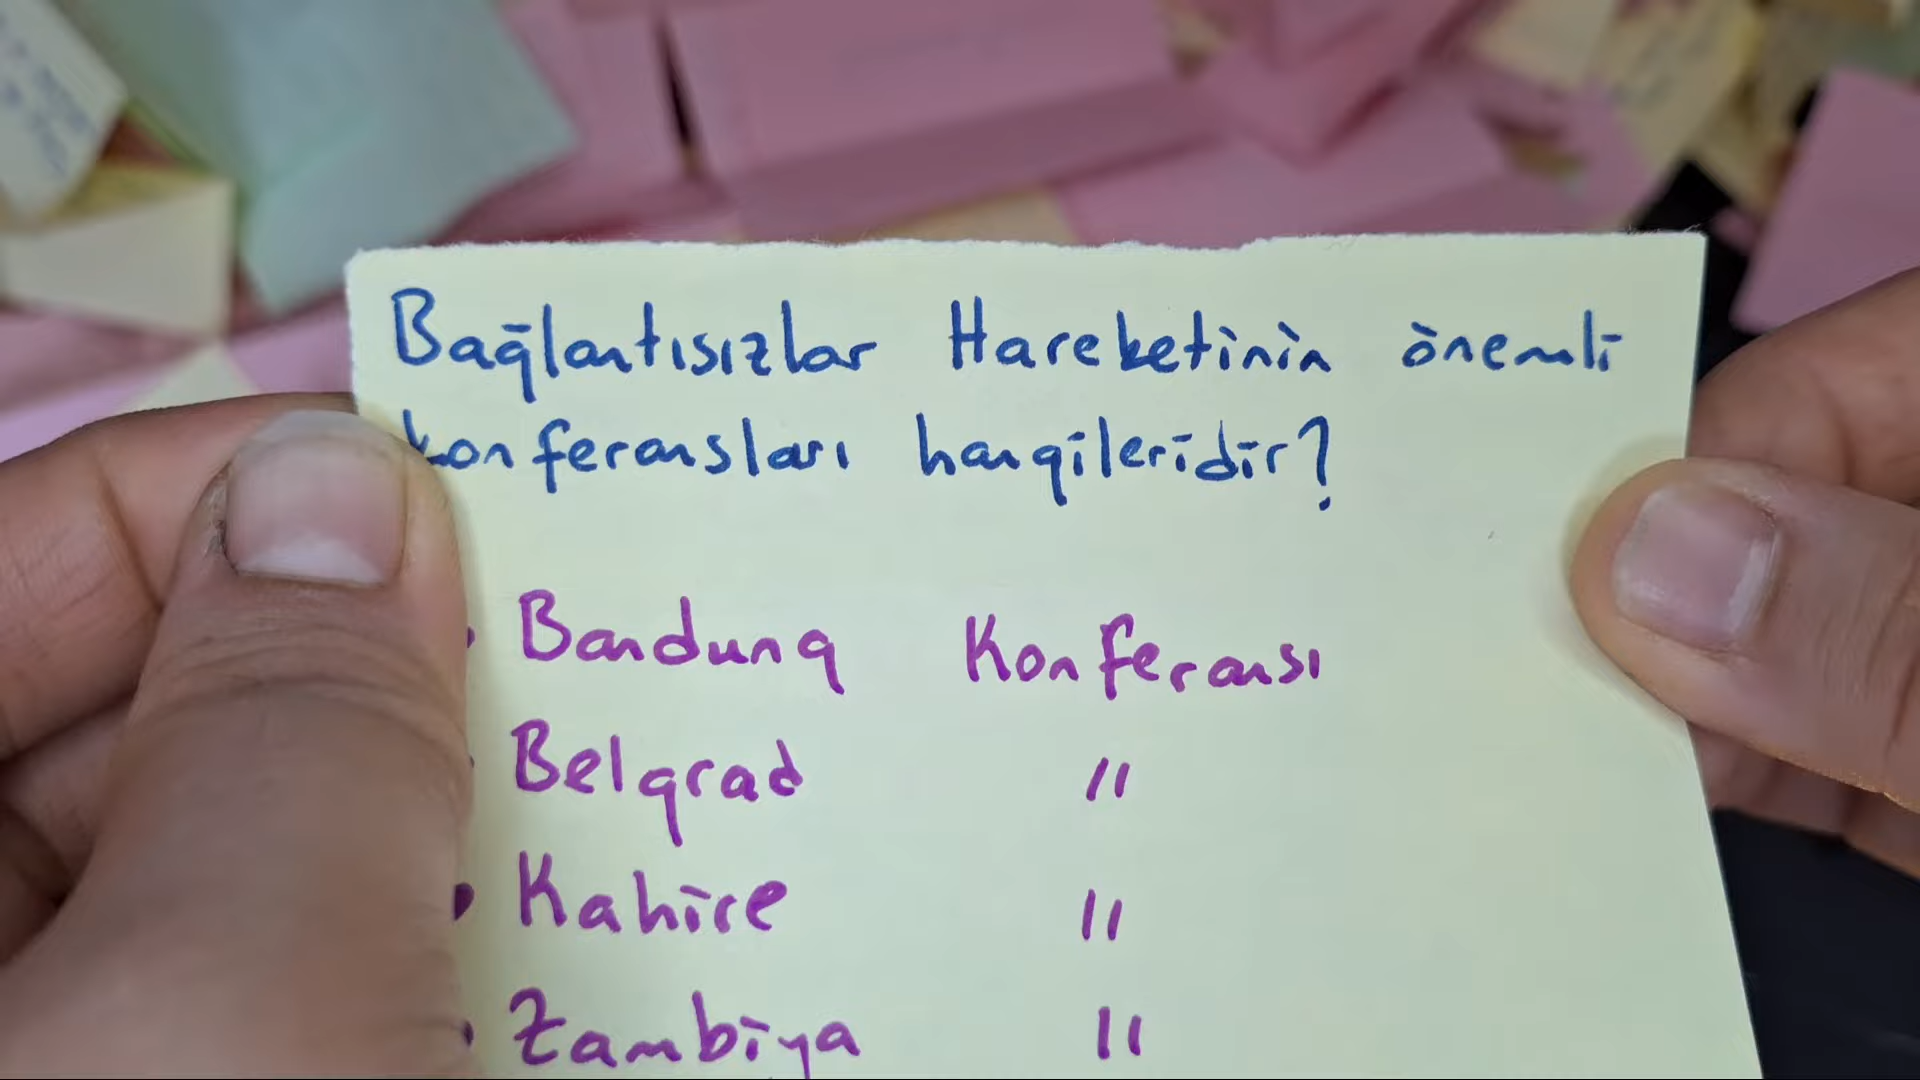 Bağlantısızlar Hareketinin önemli
konferansları hangileridir?
• Bandung Konferansı
• Belgrad "
• Kahire "
• Zambiya "